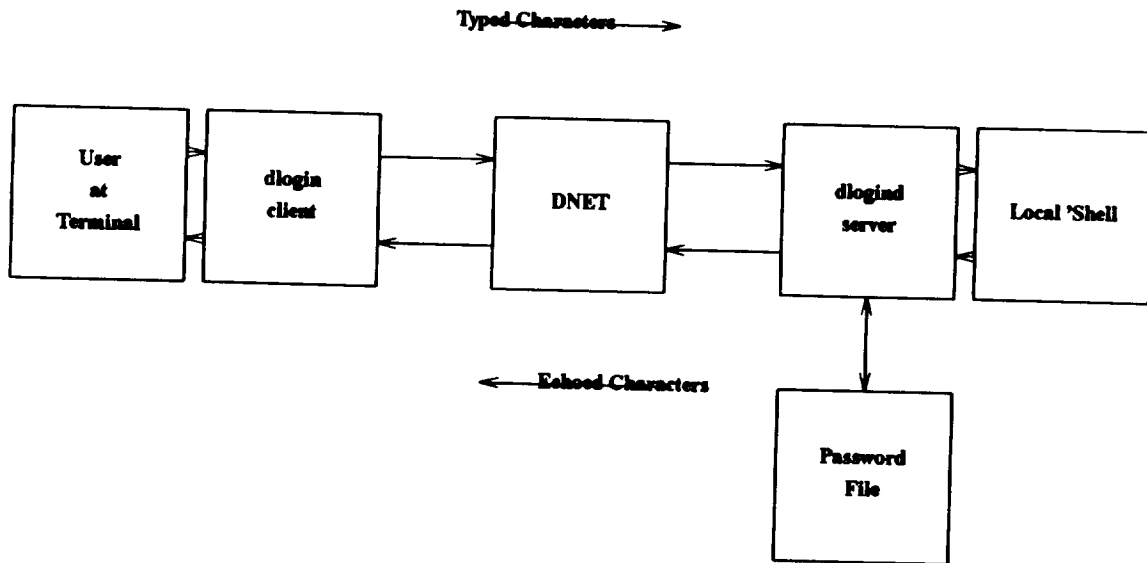 Typed Characters
User
at
Terminal
dlogin
client
DNET
dlogind
server
Local 'Shell
Echoed Characters
Password
File